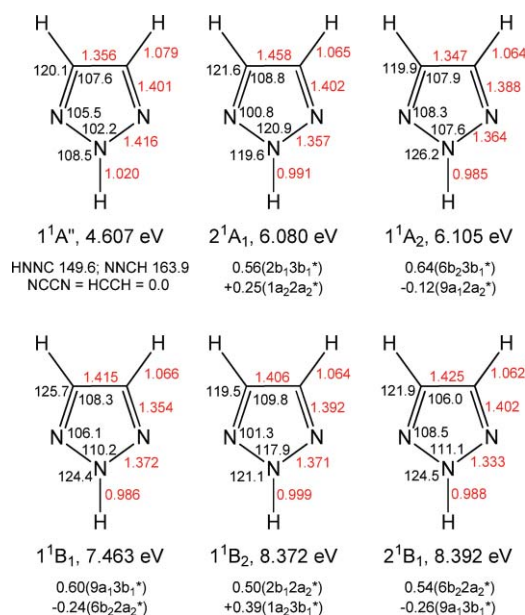 H H H H H H
1.356 1.079 1.458 1.065 1.347 1.064
120.1 107.6 1.401 121.6 108.8 1.402 119.9 107.9 1.388
N 105.5 N N 100.8 N N 108.3 N
102.2 120.9 107.6
108.5 N 1.416 119.6 N 1.357 126.2 N 1.364
1.020 0.991 0.985
H H H
1¹A", 4.607 eV 2¹A₁, 6.080 eV 1¹A₂, 6.105 eV
HNNC 149.6; NNCH 163.9 0.56(2b₁3b₁*) 0.64(6b₂3b₁*)
NCCN = HCCH = 0.0 +0.25(1a₂2a₂*) -0.12(9a₁2a₂*)
H H H H H H
1.415 1.066 1.406 1.064 1.425 1.062
125.7 108.3 1.354 119.5 109.8 1.392 121.9 106.0 1.402
N 106.1 N N 101.3 N N 108.5 N
110.2 117.9 111.1
124.4 N 1.372 121.1 N 1.371 124.5 N 1.333
0.986 0.999 0.988
H H H
1¹B₁, 7.463 eV 1¹B₂, 8.372 eV 2¹B₁, 8.392 eV
0.60(9a₁3b₁*) 0.50(2b₁2a₂*) 0.54(6b₂2a₂*)
-0.24(6b₂2a₂*) +0.39(1a₂3b₁*) -0.26(9a₁3b₁*)